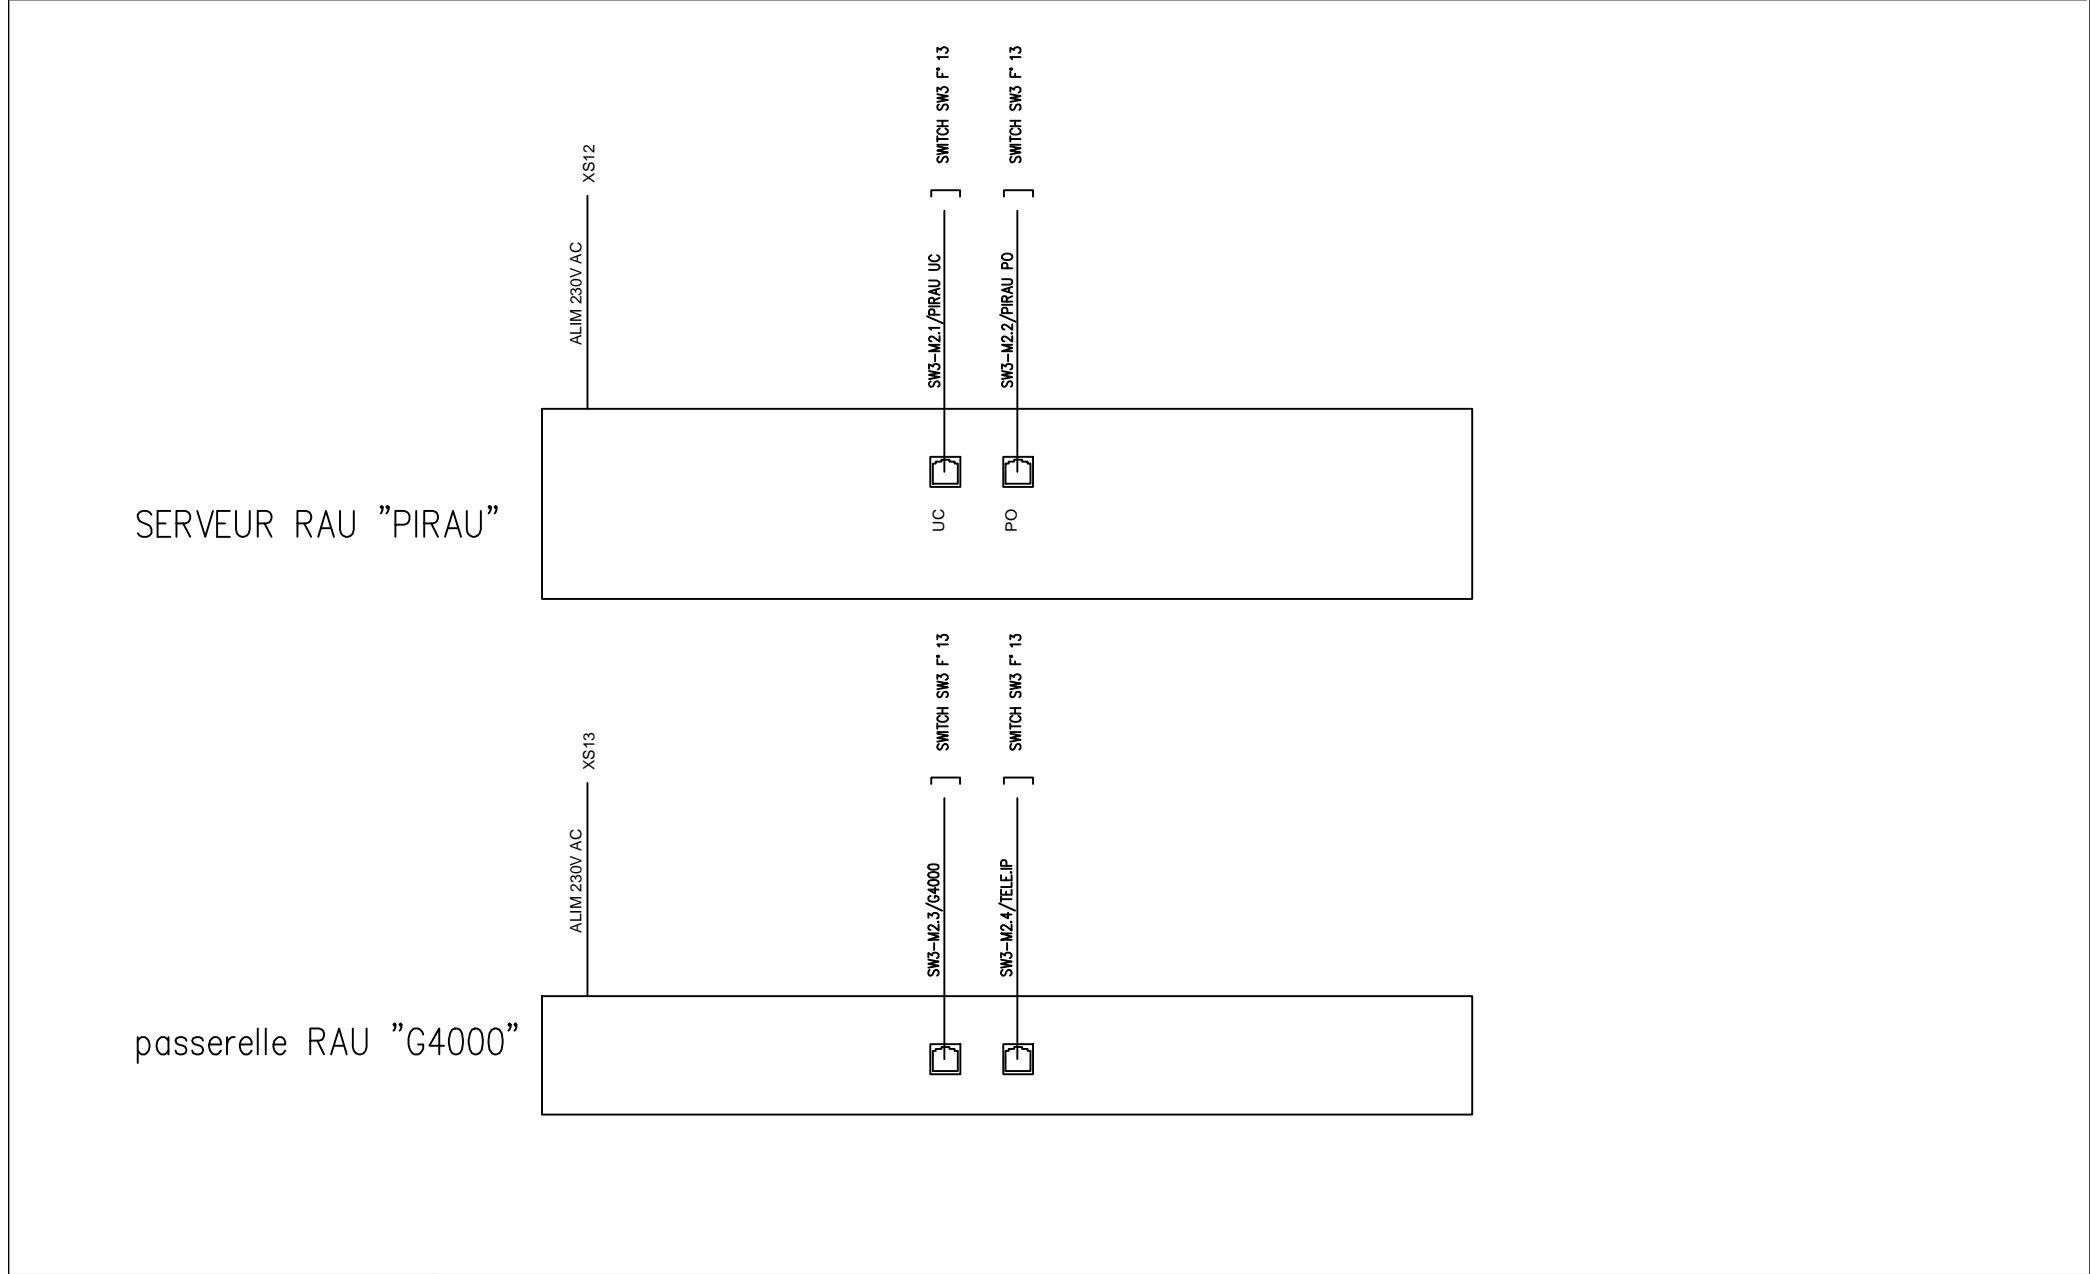 XS12
ALIM 230V AC
SWITCH SW3 F° 13
SW3-M2.1/PIRAU UC
SWITCH SW3 F° 13
SW3-M2.2/PIRAU PO
SERVEUR RAU "PIRAU"
UC
PO
XS13
ALIM 230V AC
SWITCH SW3 F° 13
SW3-M2.3/G4000
SWITCH SW3 F° 13
SW3-M2.4/TELE.IP
passerelle RAU "G4000"